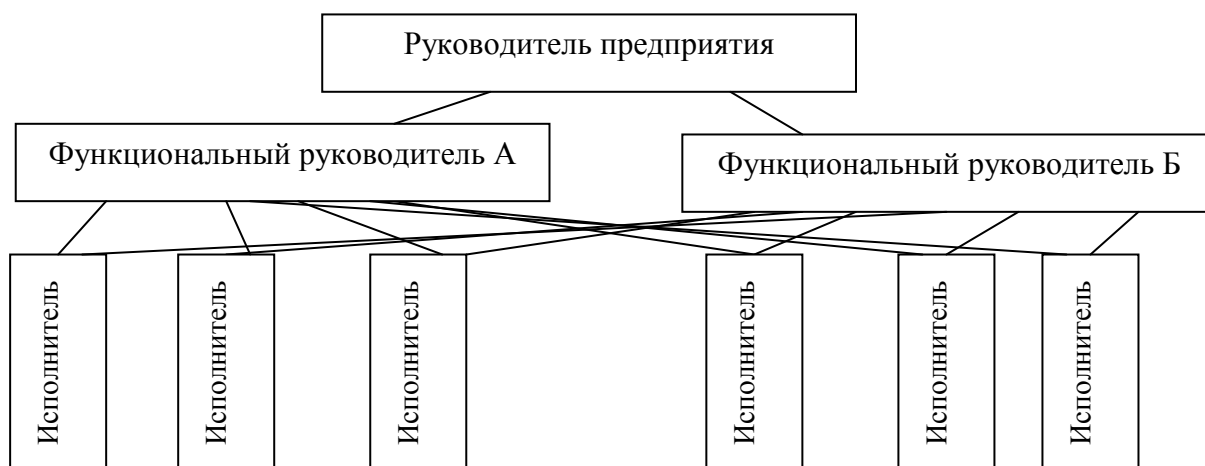 Руководитель предприятия
Функциональный руководитель А
Функциональный руководитель Б
Исполнитель
Исполнитель
Исполнитель
Исполнитель
Исполнитель
Исполнитель